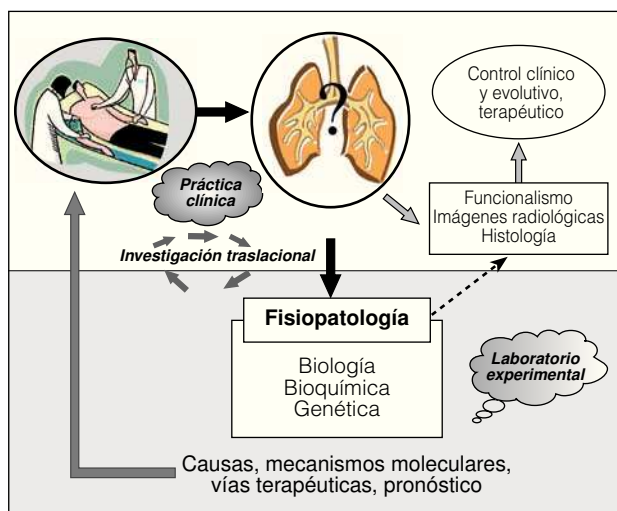 ?
Control clínico
y evolutivo,
terapéutico
Práctica
clínica
Funcionalismo
Imágenes radiológicas
Histología
Investigación traslacional
Fisiopatología
Biología
Bioquímica
Genética
Laboratorio
experimental
Causas, mecanismos moleculares,
vías terapéuticas, pronóstico